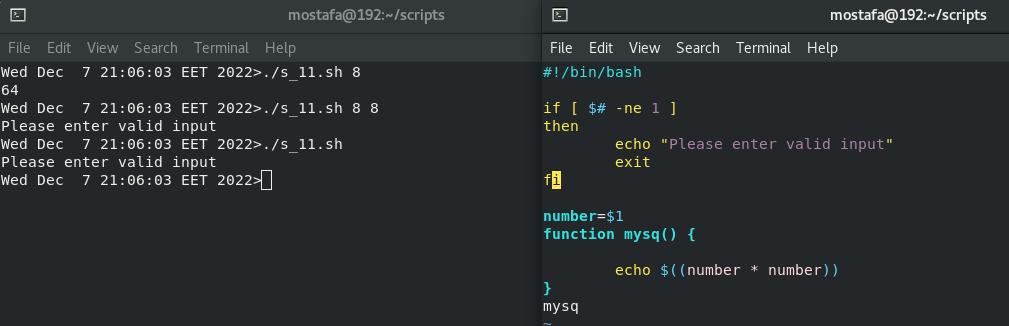 mostafa@192:~/scripts
File Edit View Search Terminal Help
Wed Dec  7 21:06:03 EET 2022>./s_11.sh 8
64
Wed Dec  7 21:06:03 EET 2022>./s_11.sh 8 8
Please enter valid input
Wed Dec  7 21:06:03 EET 2022>./s_11.sh
Please enter valid input
Wed Dec  7 21:06:03 EET 2022>
mostafa@192:~/scripts
File Edit View Search Terminal Help
#!/bin/bash
if [ $# -ne 1 ]
then
        echo "Please enter valid input"
        exit
fi
number=$1
function mysq() {
        echo $((number * number))
}
mysq
~